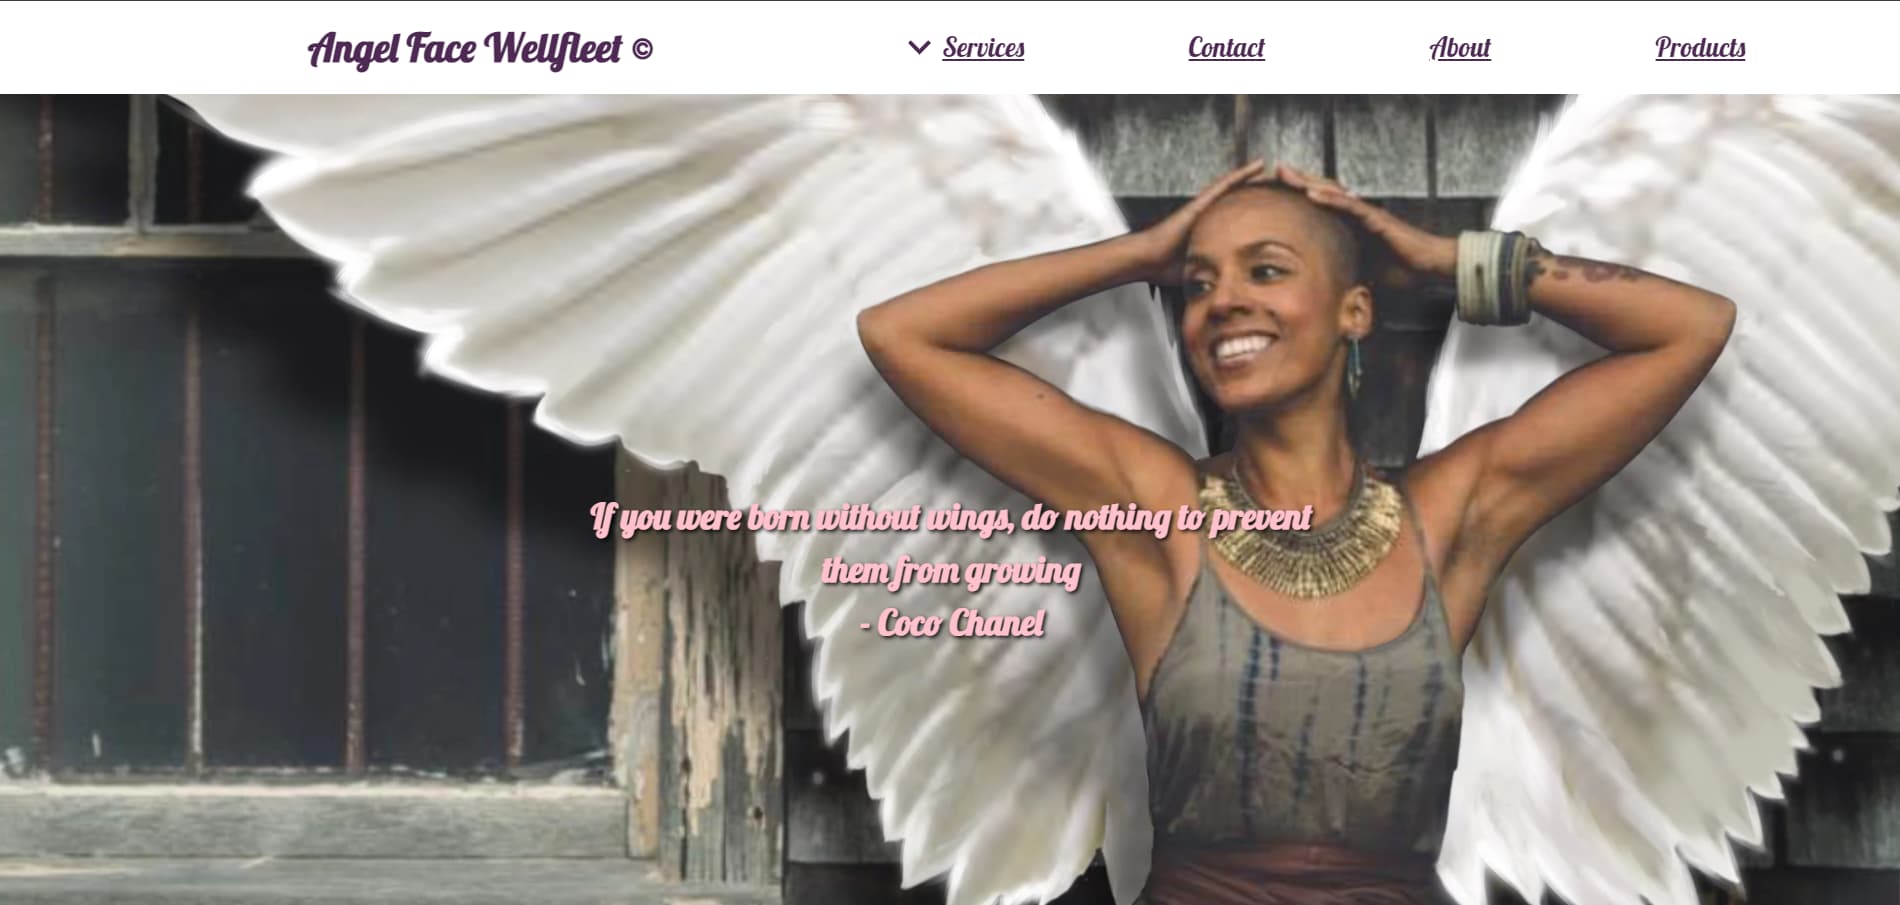 Angel Face Wellfleet ©
Services
Contact
About
Products
If you were born without wings, do nothing to prevent
them from growing
- Coco Chanel